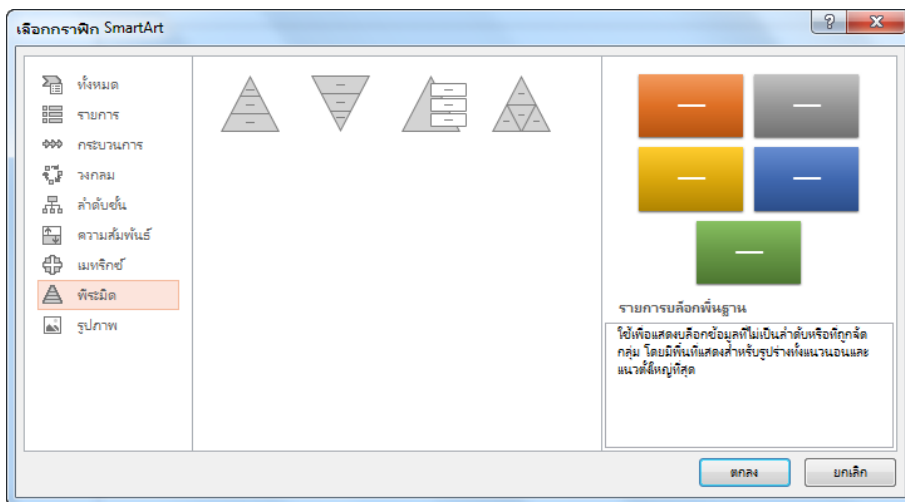 เลือกกราฟิก SmartArt
ทั้งหมด
รายการ
กระบวนการ
วงกลม
ลำดับชั้น
ความสัมพันธ์
เมทริกซ์
พีระมิด
รูปภาพ
รายการบล็อกพื้นฐาน
ใช้เพื่อแสดงบล็อกข้อมูลที่ไม่เป็นลำดับหรือที่ถูกจัด
กลุ่ม โดยมีพื้นที่แสดงสำหรับรูปร่างทั้งแนวนอนและ
แนวตั้งใหญ่ที่สุด
ตกลง
ยกเลิก